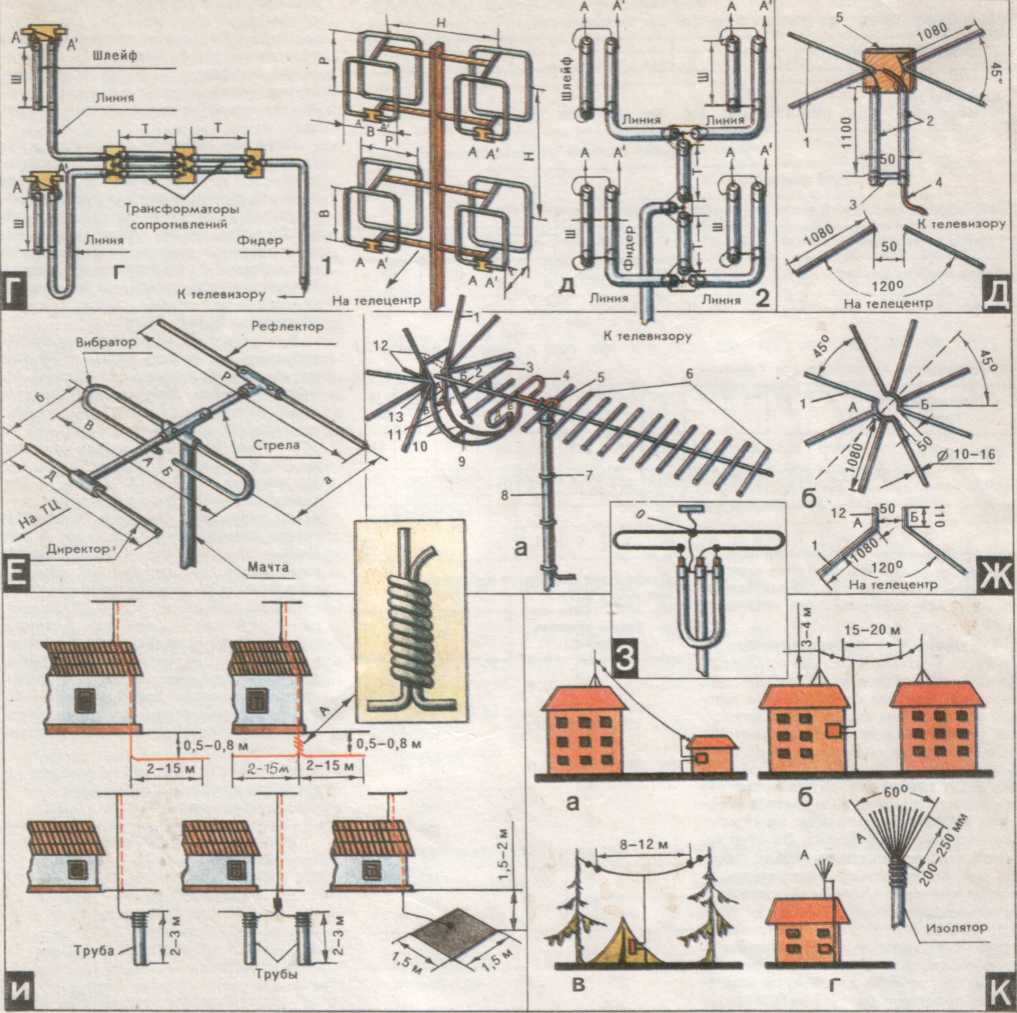 А А'
Шлейф
Ш
Линия
Т Т
А А'
Трансформаторы
сопротивлений
Ш
Линия
Фидер
г
К телевизору
Г
Н
Р
А А'
В
Р
А А'
Н
В
А А'
А А'
1
На телецентр
А А' А А'
Шлейф
Ш
Линия Линия
А А' А А'
Т
Т
Ш Ш
Фидер
д
Линия Линия
2
К телевизору
5
1080
45°
1
1100
2
50
3
4
К телевизору
1080
50
120°
На телецентр
Д
Вибратор
Рефлектор
б
Р
В
Стрела
А Б
а
Д
На ТЦ
Директор
Мачта
Е
1
12
2
3
4
5
6
13
11
10
9
7
8
а
45°
45°
1
А Б
50
1080
Ø 10–16
б
12
50
А Б
110
1
1080
120°
На телецентр
Ж
З
А
0,5–0,8 м
2–15 м
2–15м
2–15 м
0,5–0,8 м
1,5–2 м
2–3 м
Труба
2–3 м
Трубы
1,5 м
1,5 м
И
3–4 м
15–20 м
а
б
60°
А
200–250 мм
8–12 м
А
Изолятор
в
г
К